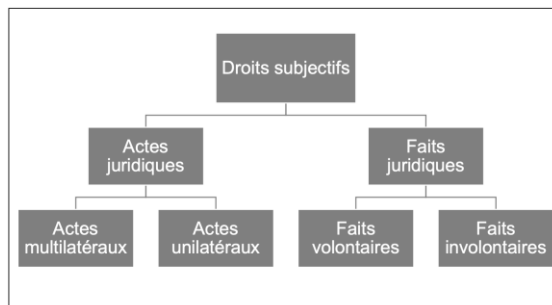 Droits subjectifs
Actes
juridiques
Faits
juridiques
Actes
multilatéraux
Actes
unilatéraux
Faits
volontaires
Faits
involontaires